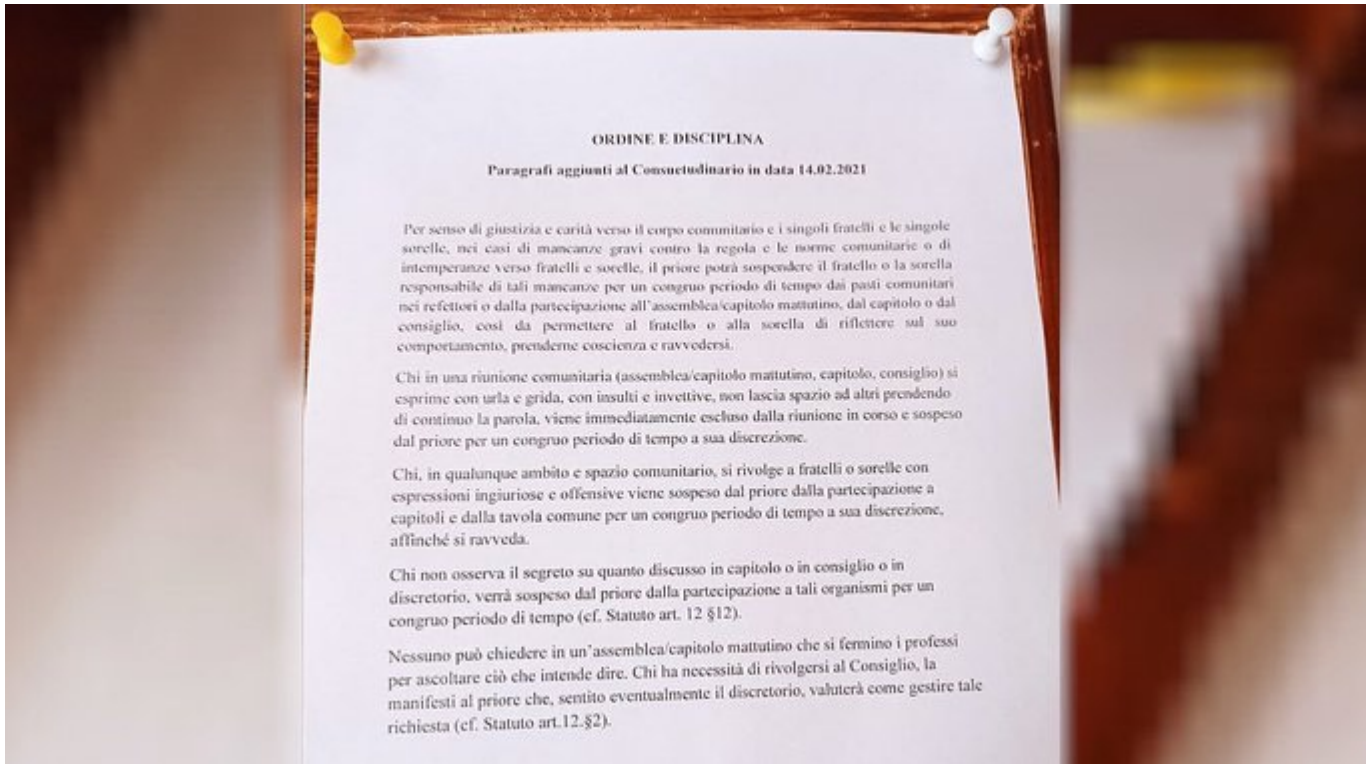 ORDINE E DISCIPLINA
Paragrafi aggiunti al Consuetudinario in data 14.02.2021
Per senso di giustizia e carità verso il corpo comunitario e i singoli fratelli e le singole
sorelle, nei casi di mancanze gravi contro la regola e le norme comunitarie o di
intemperanze verso fratelli e sorelle, il priore potrà sospendere il fratello o la sorella
responsabile di tali mancanze per un congruo periodo di tempo dai pasti comunitari
nei refettori o dalla partecipazione all'assemblea/capitolo mattutino, dal capitolo o dal
consiglio, così da permettere al fratello o alla sorella di riflettere sul suo
comportamento, prenderne coscienza e ravvedersi.
Chi in una riunione comunitaria (assemblea/capitolo mattutino, capitolo, consiglio) si
esprime con urla e grida, con insulti e invettive, non lascia spazio ad altri prendendo
di continuo la parola, viene immediatamente escluso dalla riunione in corso e sospeso
dal priore per un congruo periodo di tempo a sua discrezione.
Chi, in qualunque ambito e spazio comunitario, si rivolge a fratelli o sorelle con
espressioni ingiuriose e offensive viene sospeso dal priore dalla partecipazione a
capitoli e dalla tavola comune per un congruo periodo di tempo a sua discrezione,
affinché si ravveda.
Chi non osserva il segreto su quanto discusso in capitolo o in consiglio o in
discretorio, verrà sospeso dal priore dalla partecipazione a tali organismi per un
congruo periodo di tempo (cf. Statuto art. 12 §12).
Nessuno può chiedere in un'assemblea/capitolo mattutino che si fermino i professi
per ascoltare ciò che intende dire. Chi ha necessità di rivolgersi al Consiglio, la
manifesti al priore che, sentito eventualmente il discretorio, valuterà come gestire tale
richiesta (cf. Statuto art.12.§2).